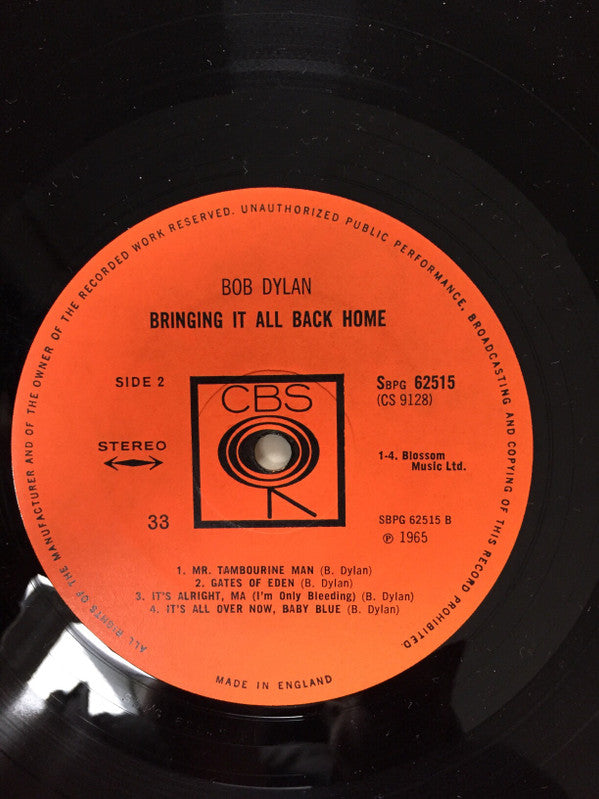 ALL RIGHTS OF THE MANUFACTURER AND OF THE OWNER OF THE RECORDED WORK RESERVED. UNAUTHORIZED PUBLIC PERFORMANCE, BROADCASTING AND COPYING OF THIS RECORD PROHIBITED.
BOB DYLAN
BRINGING IT ALL BACK HOME
SIDE 2
SBPG 62515
(CS 9128)
CBS
STEREO
1-4. Blossom
Music Ltd.
33
SBPG 62515 B
℗ 1965
1. MR. TAMBOURINE MAN (B. Dylan)
2. GATES OF EDEN (B. Dylan)
3. IT'S ALRIGHT, MA (I'm Only Bleeding) (B. Dylan)
4. IT'S ALL OVER NOW, BABY BLUE (B. Dylan)
MADE IN ENGLAND